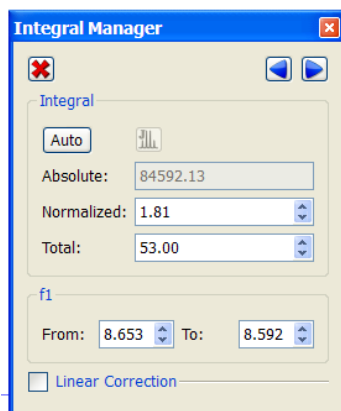 Integral Manager
Integral
Auto
Absolute: 84592.13
Normalized: 1.81
Total: 53.00
f1
From: 8.653 To: 8.592
Linear Correction